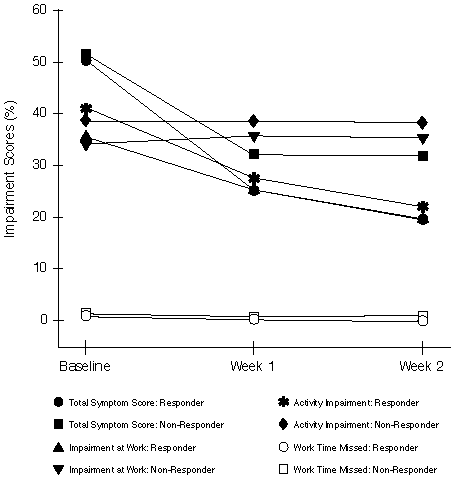 60
50
40
30
20
10
0
Impairment Scores (%)
Baseline Week 1 Week 2
Total Symptom Score: Responder
Total Symptom Score: Non-Responder
Impairment at Work: Responder
Impairment at Work: Non-Responder
Activity Impairment: Responder
Activity Impairment: Non-Responder
Work Time Missed: Responder
Work Time Missed: Non-Responder